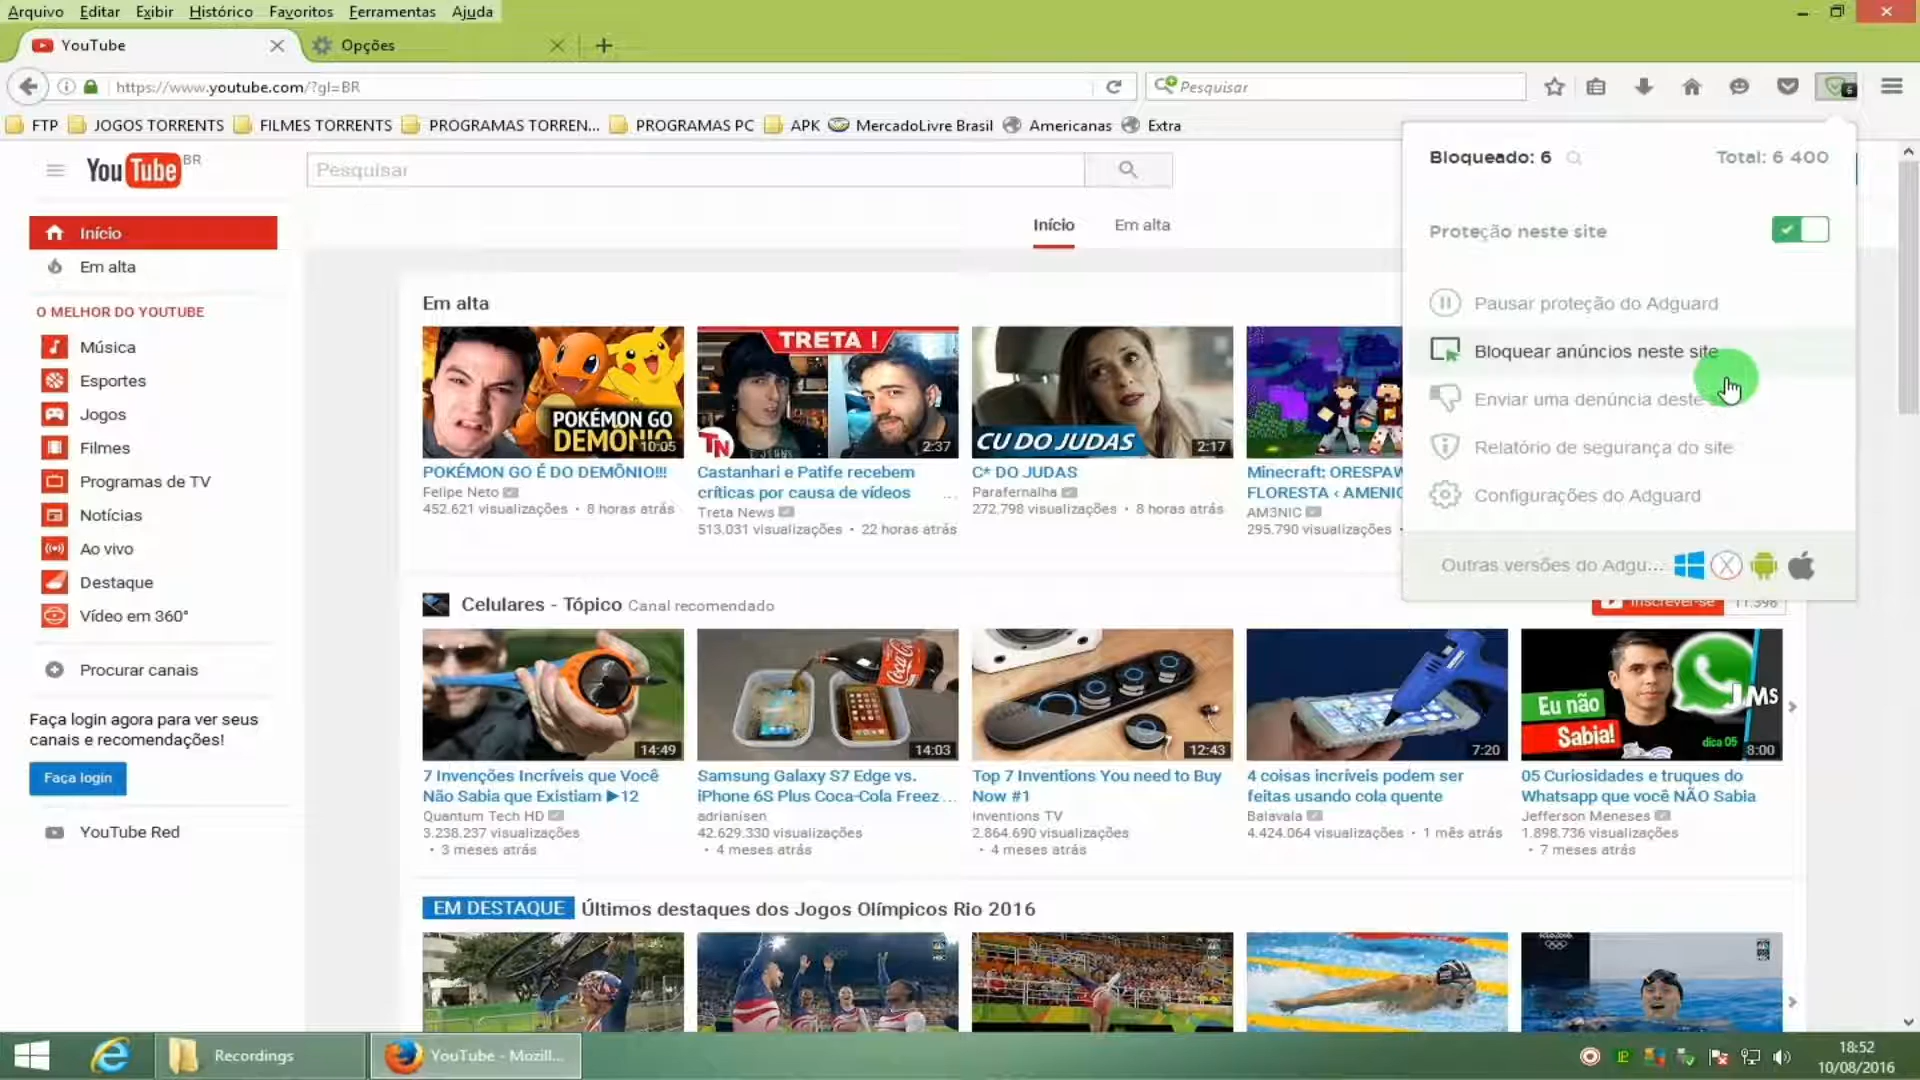 Arquivo Editar Exibir Histórico Favoritos Ferramentas Ajuda
YouTube
Opções
https://www.youtube.com/?gl=BR
Pesquisar
FTP JOGOS TORRENTS FILMES TORRENTS PROGRAMAS TORREN... PROGRAMAS PC APK MercadoLivre Brasil Americanas Extra
YouTube BR
Pesquisar
Início Em alta
Início
Em alta
O MELHOR DO YOUTUBE
Música
Esportes
Jogos
Filmes
Programas de TV
Notícias
Ao vivo
Destaque
Vídeo em 360°
Procurar canais
Faça login agora para ver seus
canais e recomendações!
Faça login
YouTube Red
Em alta
POKÉMON GO
DEMÔNIO!!!
10:05
POKÉMON GO É DO DEMÔNIO!!!
Felipe Neto
452.621 visualizações • 8 horas atrás
TRETA !
TN
2:37
Castanhari e Patife recebem
críticas por causa de vídeos ...
Treta News
513.031 visualizações • 22 horas atrás
CU DO JUDAS
2:17
C* DO JUDAS
Parafernalha
272.798 visualizações • 8 horas atrás
Minecraft: ORESPAW
FLORESTA ‹ AMENIC
AM3NIC
295.790 visualizações •
Bloqueado: 6
Total: 6 400
Proteção neste site
Pausar proteção do Adguard
Bloquear anúncios neste site
Enviar uma denúncia deste
Relatório de segurança do site
Configurações do Adguard
Outras versões do Adgu...
Celulares - Tópico Canal recomendado
Inscrever-se 11.396
14:49
7 Invenções Incríveis que Você
Não Sabia que Existiam ▶12
Quantum Tech HD
3.238.237 visualizações
• 3 meses atrás
Coca-Cola
14:03
Samsung Galaxy S7 Edge vs.
iPhone 6S Plus Coca-Cola Freez...
adrianisen
42.629.330 visualizações
• 4 meses atrás
12:43
Top 7 Inventions You need to Buy
Now #1
Inventions TV
2.864.690 visualizações
• 4 meses atrás
7:20
4 coisas incríveis podem ser
feitas usando cola quente
Balavala
4.424.064 visualizações • 1 mês atrás
Eu não
Sabia!
JMs
dica 05
8:00
05 Curiosidades e truques do
Whatsapp que você NÃO Sabia
Jefferson Meneses
1.898.736 visualizações
• 7 meses atrás
EM DESTAQUE Últimos destaques dos Jogos Olímpicos Rio 2016
Recordings
YouTube - Mozill...
18:52
10/08/2016